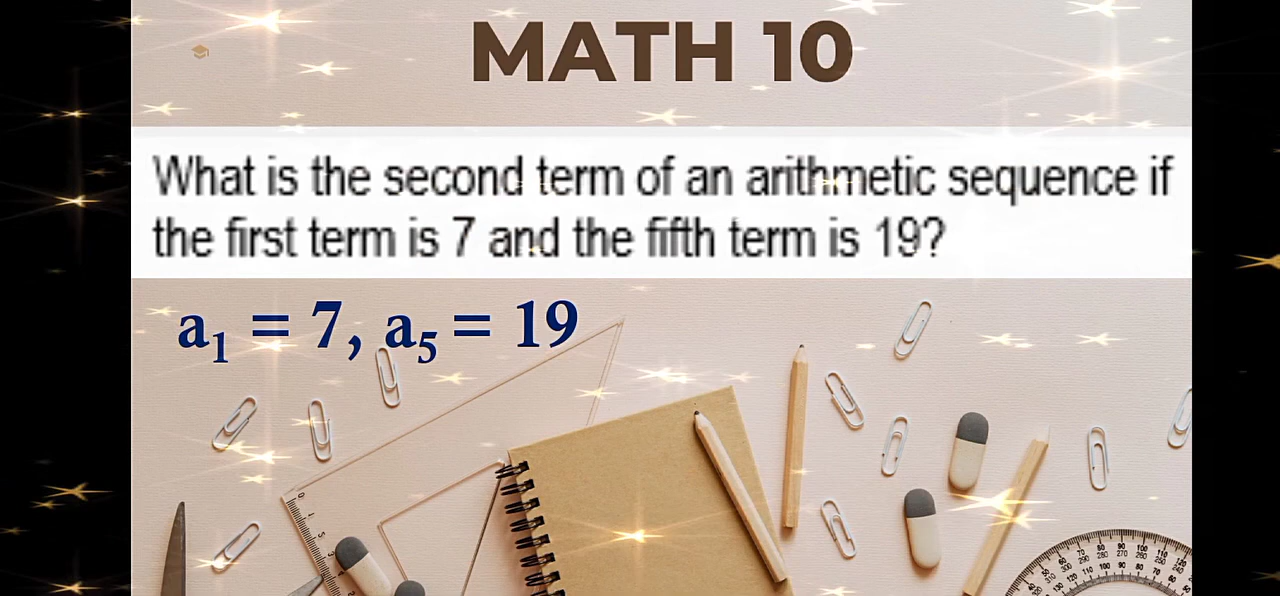 MATH 10
What is the second term of an arithmetic sequence if
the first term is 7 and the fifth term is 19?
a₁ = 7, a₅ = 19